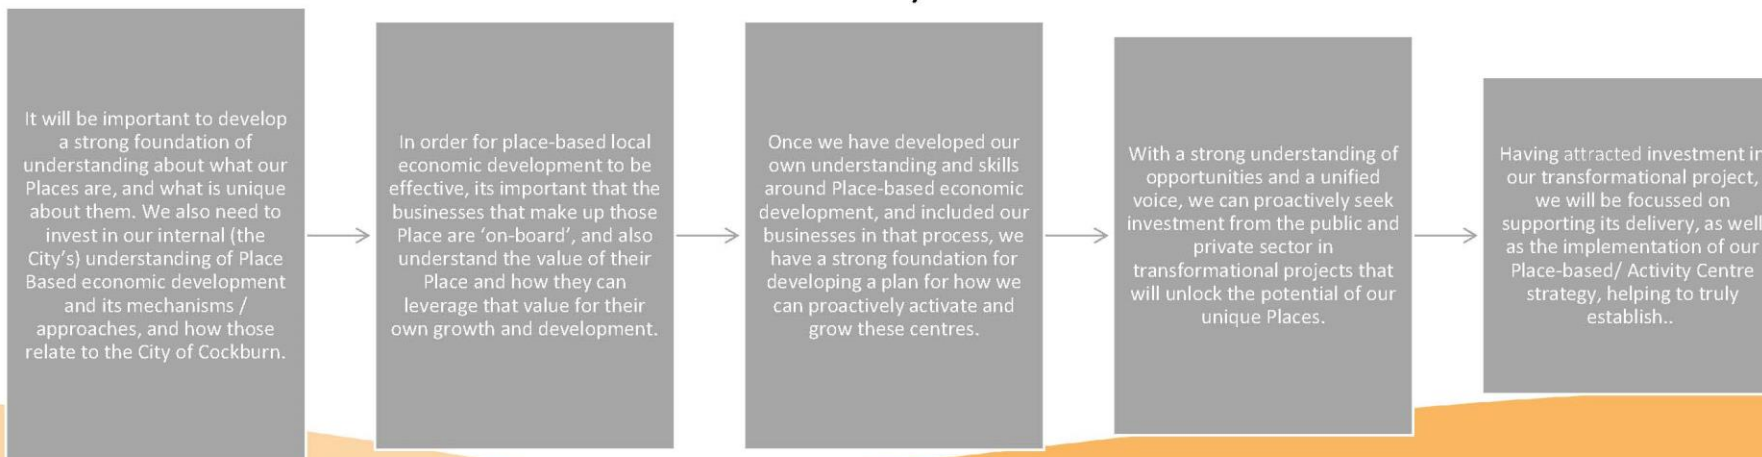 It will be important to develop
a strong foundation of
understanding about what our
Places are, and what is unique
about them. We also need to
invest in our internal (the
City's) understanding of Place
Based economic development
and its mechanisms /
approaches, and how those
relate to the City of Cockburn.
In order for place-based local
economic development to be
effective, its important that the
businesses that make up those
Place are ‘on-board’, and also
understand the value of their
Place and how they can
leverage that value for their
own growth and development.
Once we have developed our
own understanding and skills
around Place-based economic
development, and included our
businesses in that process, we
have a strong foundation for
developing a plan for how we
can proactively activate and
grow these centres.
With a strong understanding of
opportunities and a unified
voice, we can proactively seek
investment from the public and
private sector in
transformational projects that
will unlock the potential of our
unique Places.
Having attracted investment in
our transformational project,
we will be focussed on
supporting its delivery, as well
as the implementation of our
Place-based/ Activity Centre
strategy, helping to truly
establish..